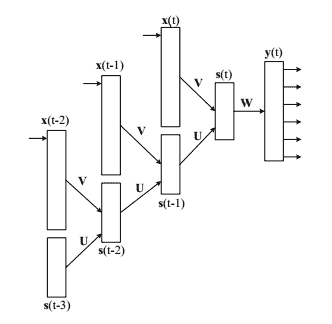 x(t)
y(t)
x(t-1)
V
s(t)
W
x(t-2)
V
U
s(t-1)
V
U
s(t-2)
U
s(t-3)